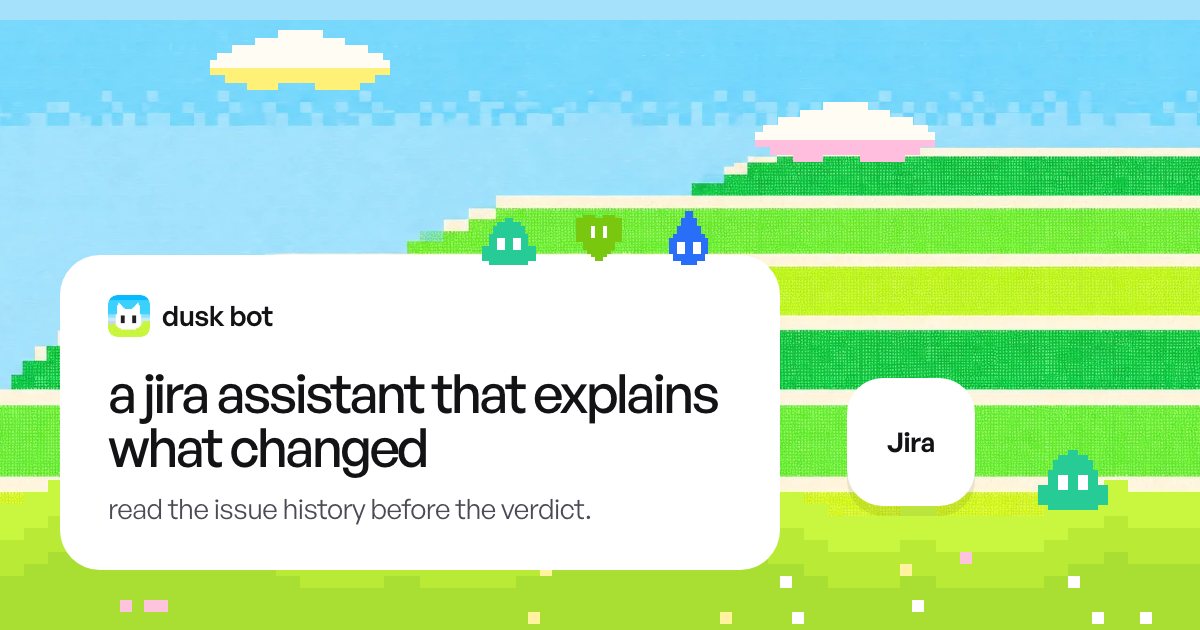 dusk bot
a jira assistant that explains
what changed
read the issue history before the verdict.
Jira